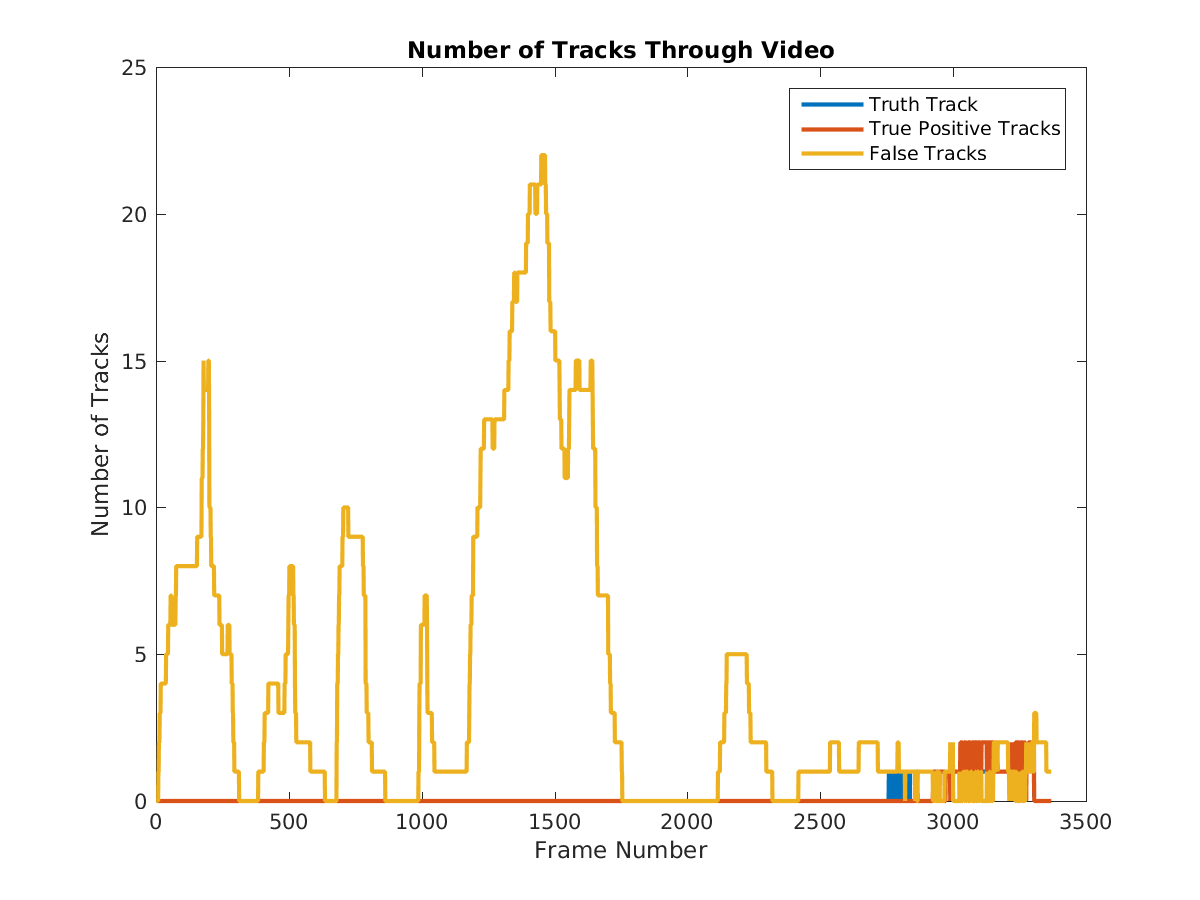 Number of Tracks Through Video
Truth Track
True Positive Tracks
False Tracks
25
20
15
10
5
0
Number of Tracks
0 500 1000 1500 2000 2500 3000 3500
Frame Number